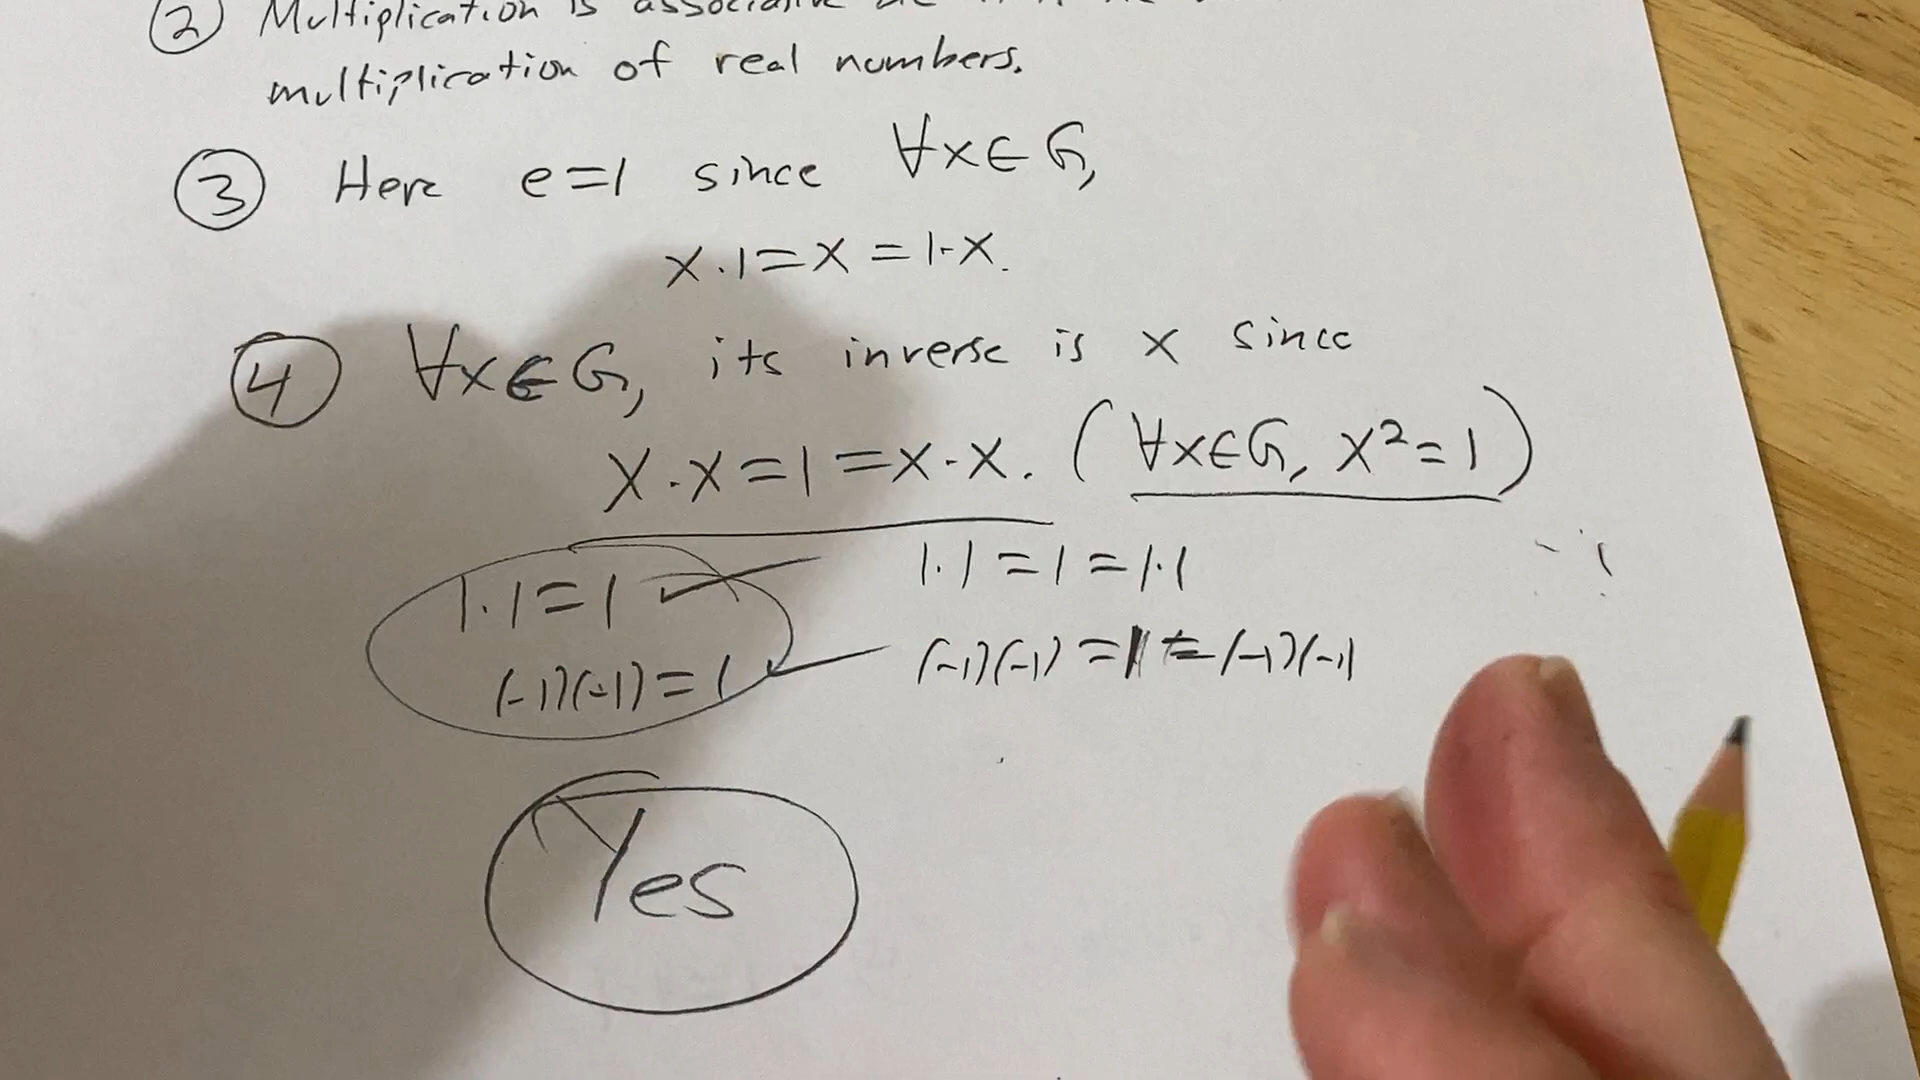 ② Multiplication is associative
multiplication of real numbers.
③ Here e=1 since ∀x∈G,
x·1=x=1·x.
④ ∀x∈G, its inverse is x since
x·x=1=x·x. (∀x∈G, x²=1)
1·1=1 1·1=1=1·1
(-1)(-1)=1 (-1)(-1)=1=(-1)(-1)
Yes